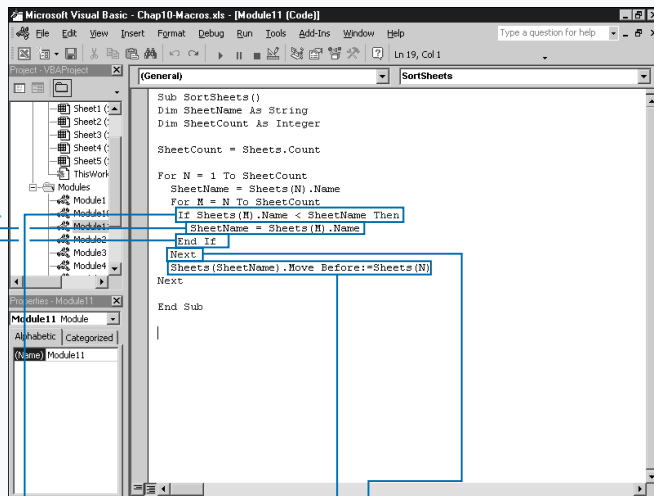 Microsoft Visual Basic - Chap10-Macros.xls - [Module11 (Code)]
File Edit View Insert Format Debug Run Tools Add-Ins Window Help
Type a question for help
Ln 19, Col 1
Project - VBAProject
(General)
SortSheets
Sheet1 (
Sheet2 (
Sheet3 (
Sheet4 (
Sheet5 (
ThisWork
Modules
Module1
Module10
Module11
Module2
Module3
Module4
Sub SortSheets()
Dim SheetName As String
Dim SheetCount As Integer
SheetCount = Sheets.Count
For N = 1 To SheetCount
SheetName = Sheets(N).Name
For M = N To SheetCount
If Sheets(M).Name < SheetName Then
SheetName = Sheets(M).Name
End If
Next
Sheets(SheetName).Move Before:=Sheets(N)
Next
End Sub
Properties - Module11
Module11 Module
Alphabetic Categorized
(Name) Module11